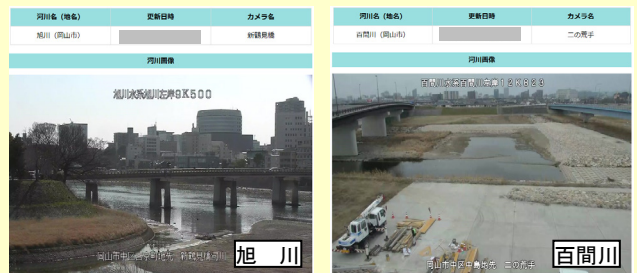 河川名（地名）
更新日時
カメラ名
旭川（岡山市）
新鶴見橋
河川画像
旭川水系旭川左岸9K500
旭　川
河川名（地名）
更新日時
カメラ名
百間川（岡山市）
二の荒手
河川画像
百間川水系百間川左岸12K823
岡山市中区中島地先　二の荒手
百間川